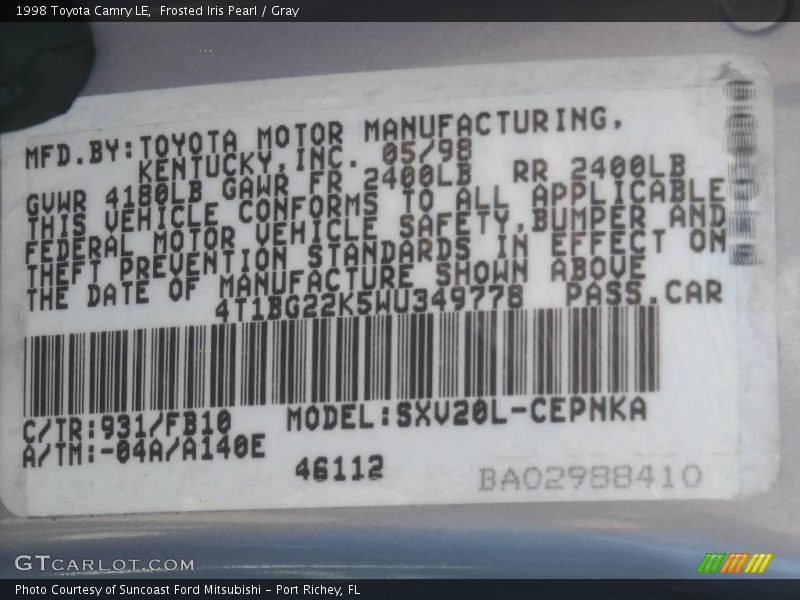 1998 Toyota Camry LE,  Frosted Iris Pearl / Gray
MFD.BY:TOYOTA MOTOR MANUFACTURING,
KENTUCKY,INC. 05/98
GVWR 4180LB GAWR FR 2400LB RR 2400LB
THIS VEHICLE CONFORMS TO ALL APPLICABLE
FEDERAL MOTOR VEHICLE SAFETY,BUMPER AND
THEFT PREVENTION STANDARDS IN EFFECT ON
THE DATE OF MANUFACTURE SHOWN ABOVE
4T1BG22K5WU349778 PASS.CAR
C/TR:931/FB10 MODEL:SXV20L-CEPNKA
A/TM:-04A/A140E
46112 BA02988410
GTCARLOT.COM
Photo Courtesy of Suncoast Ford Mitsubishi - Port Richey, FL